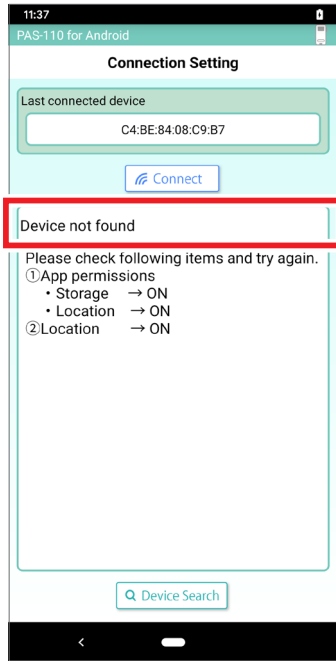 11:37
PAS-110 for Android
Connection Setting
Last connected device
C4:BE:84:08:C9:B7
Connect
Device not found
Please check following items and try again.
①App permissions
・Storage → ON
・Location → ON
②Location → ON
Device Search